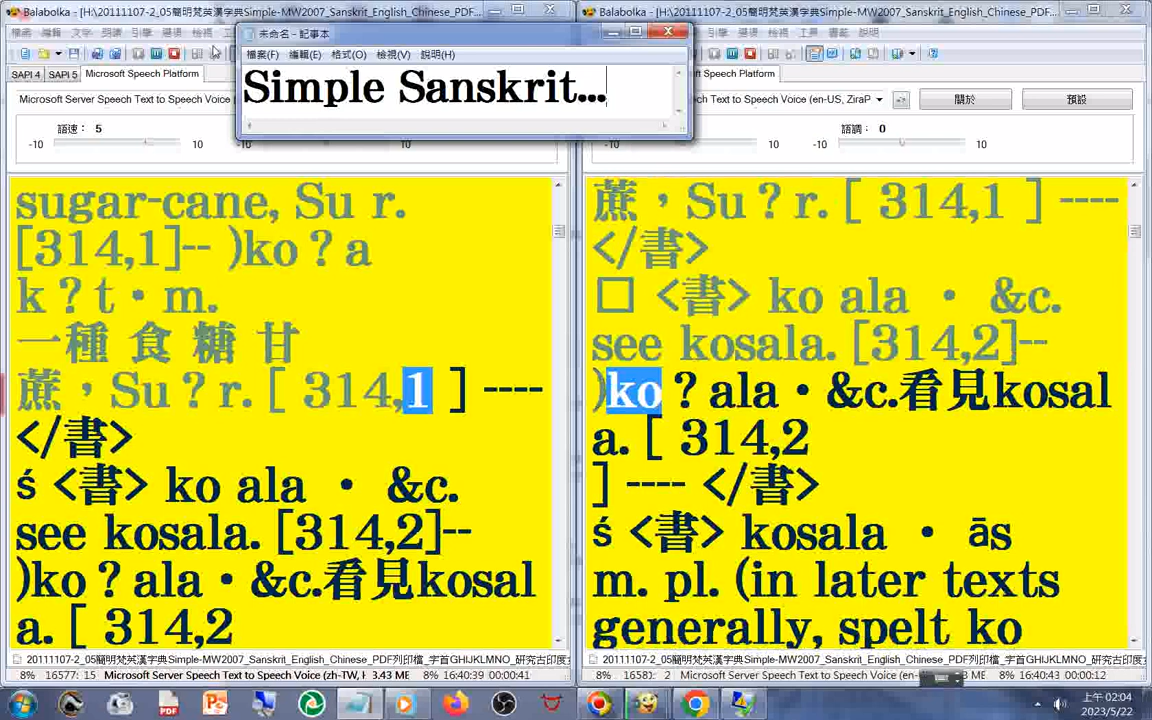 Balabolka - [H:\20111107-2_05簡明梵英漢字典Simple-MW2007_Sanskrit_English_Chinese_PDF...
Balabolka - [H:\20111107-2_05簡明梵英漢字典Simple-MW2007_Sanskrit_English_Chinese_PDF...
未命名 - 記事本
檔案(F) 編輯(E) 格式(O) 檢視(V) 說明(H)
Simple Sanskrit...
SAPI 4 SAPI 5 Microsoft Speech Platform
Microsoft Server Speech Text to Speech Voice
語速： 5
-10 10 10
ft Speech Platform
ch Text to Speech Voice (en-US, ZiraP
關於
預設
語調： 0
10 -10 10
sugar-cane, Su r.
[314,1]-- )ko？a
k？t・m.
一種 食 糖 甘
蔗，Su？r. [ 314,1 ] ----
</書>
ś <書> ko ala ・ &c.
see kosala. [314,2]--
)ko？ala・&c.看見kosal
a. [ 314,2
蔗，Su？r. [ 314,1 ] ----
</書>
□ <書> ko ala ・ &c.
see kosala. [314,2]--
)ko？ala・&c.看見kosal
a. [ 314,2
] ---- </書>
ś <書> kosala ・ ās
m. pl. (in later texts
generally, spelt ko
20111107-2_05簡明梵英漢字典Simple-MW2007_Sanskrit_English_Chinese_PDF列印檔_字首GHIJKLMNO_研究古印度
20111107-2_05簡明梵英漢字典Simple-MW2007_Sanskrit_English_Chinese_PDF列印檔_字首GHIJKLMNO_研究古印度
8% 16577: 15 Microsoft Server Speech Text to Speech Voice (zh-TW, 3.43 MB 8% 16:40:39 00:00:41
8% 16581: 2 Microsoft Server Speech Text to Speech Voice 8% 16:40:43 00:00:12
上午 02:04
2023/5/22